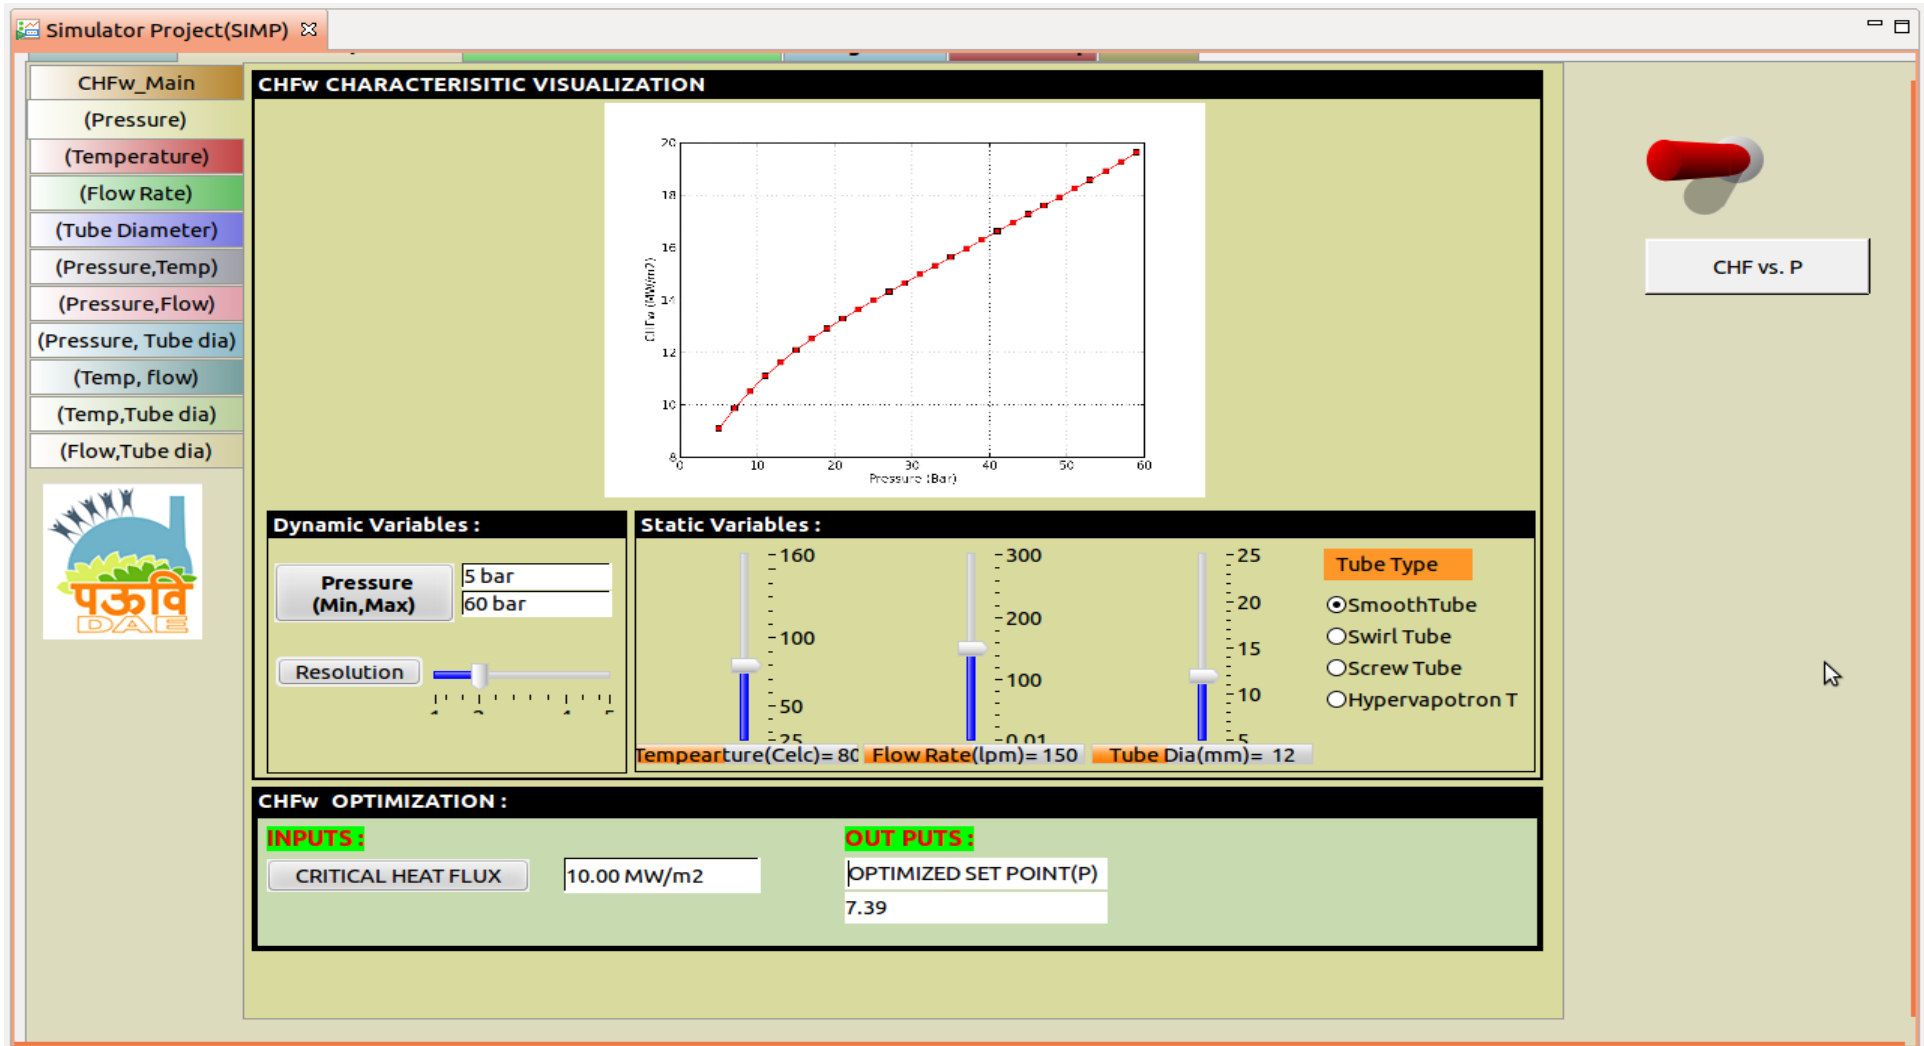 Simulator Project(SIMP)
CHFw_Main
(Pressure)
(Temperature)
(Flow Rate)
(Tube Diameter)
(Pressure,Temp)
(Pressure,Flow)
(Pressure, Tube dia)
(Temp, flow)
(Temp,Tube dia)
(Flow,Tube dia)
पऊवि
DAE
CHFw CHARACTERISITIC VISUALIZATION
20
18
16
14
12
10
8
CHFw (MW/m2)
0 10 20 30 40 50 60
Pressure (Bar)
CHF vs. P
Dynamic Variables :
Pressure
(Min,Max)
5 bar
60 bar
Resolution
Static Variables :
160
100
50
25
Tempearture(Celc)= 80
300
200
100
0.01
Flow Rate(lpm)= 150
25
20
15
10
5
Tube Dia(mm)= 12
Tube Type
SmoothTube
Swirl Tube
Screw Tube
Hypervapotron T
CHFw OPTIMIZATION :
INPUTS :
CRITICAL HEAT FLUX
10.00 MW/m2
OUT PUTS :
OPTIMIZED SET POINT(P)
7.39